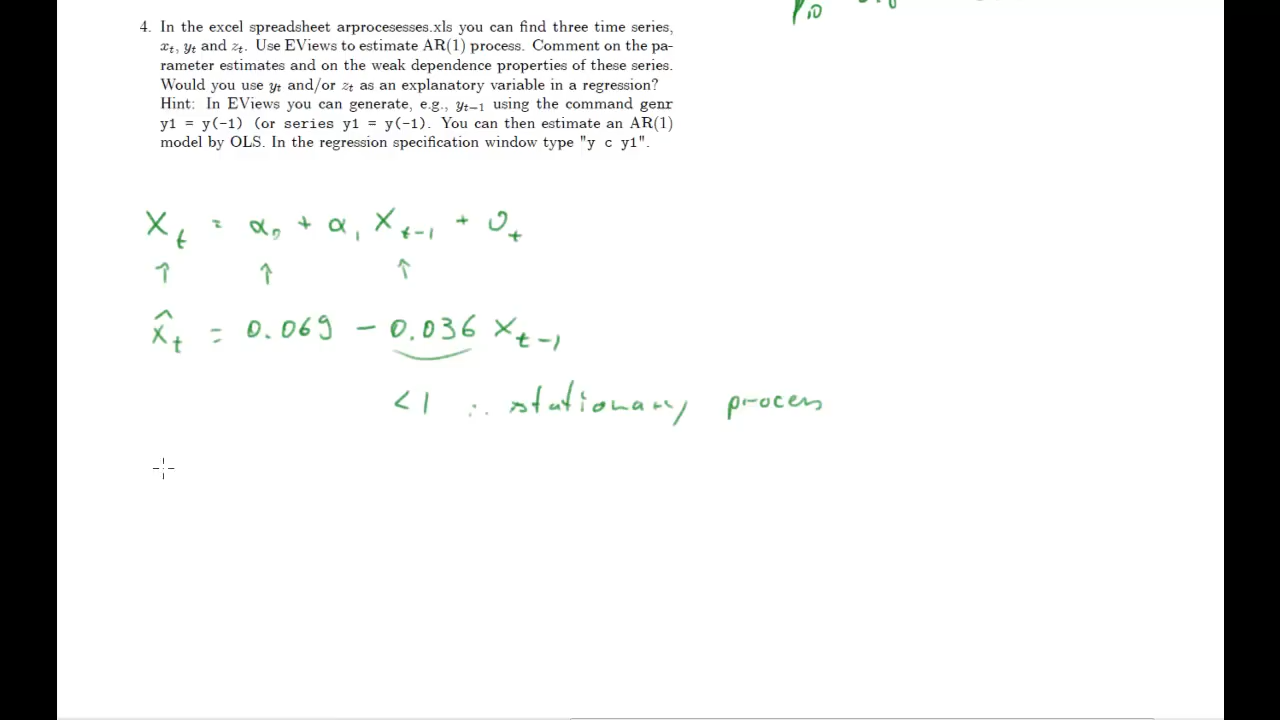 4. In the excel spreadsheet arprocesesses.xls you can find three time series,
xₜ, yₜ and zₜ. Use EViews to estimate AR(1) process. Comment on the pa-
rameter estimates and on the weak dependence properties of these series.
Would you use yₜ and/or zₜ as an explanatory variable in a regression?
Hint: In EViews you can generate, e.g., yₜ₋₁ using the command genr
y1 = y(-1) (or series y1 = y(-1). You can then estimate an AR(1)
model by OLS. In the regression specification window type "y c y1".
Xₜ = α₀ + α₁ Xₜ₋₁ + υₜ
↑ ↑ ↑
x̂ₜ = 0.069 − 0.036 Xₜ₋₁
<1 ∴ stationary process